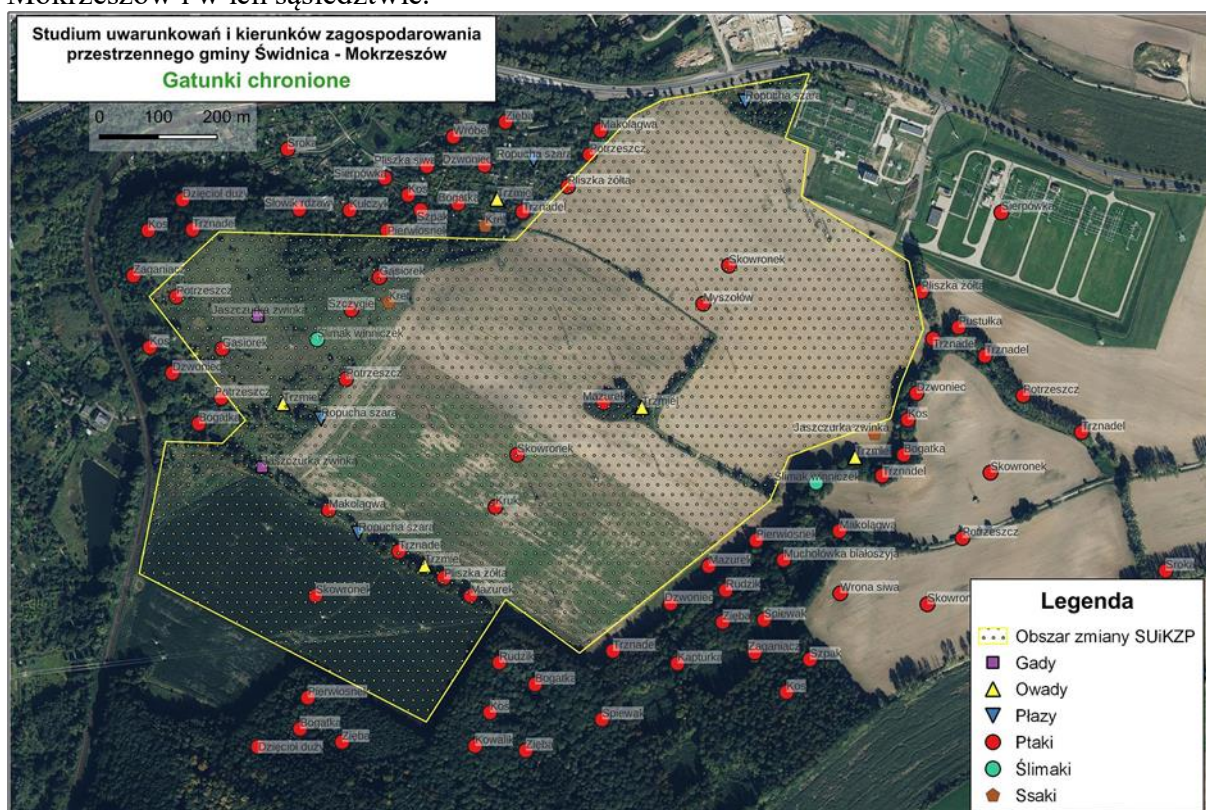 Mokrzeszów i w ich sąsiedztwie.
Studium uwarunkowań i kierunków zagospodarowania
przestrzennego gminy Świdnica - Mokrzeszów
Gatunki chronione
0 100 200 m
Ropucha szara
Zięba
Wróbel
Makolągwa
Sroka
Potrzeszcz
Pliszka siwa
Dzwoniec
Ropucha szara
Sierpówka
Pliszka żółta
Dzięcioł duży
Kos
Bogatka
Trzmiel
Słowik rdzawy
Kulczyk
Szpak
Trznadel
Sierpówka
Kos
Trznadel
Pierwiosnek
Kret
Skowronek
Zaganiacz
Gąsiorek
Potrzeszcz
Kret
Pliszka żółta
Jaszczurka zwinka
Szczygieł
Myszołów
Pustułka
Ślimak winniczek
Trznadel
Kos
Gąsiorek
Trznadel
Dzwoniec
Potrzeszcz
Dzwoniec
Potrzeszcz
Potrzeszcz
Trzmiel
Mazurek
Trzmiel
Bogatka
Ropucha szara
Kos
Jaszczurka zwinka
Trznadel
Skowronek
Trzmiel
Bogatka
Jaszczurka zwinka
Trznadel
Skowronek
Ślimak winniczek
Makolągwa
Kruk
Ropucha szara
Makolągwa
Potrzeszcz
Pierwiosnek
Trznadel
Muchołówka białoszyja
Trzmiel
Mazurek
Sroka
Pliszka żółta
Skowronek
Mazurek
Rudzik
Wrona siwa
Dzwoniec
Skowron
Zięba
Śpiewak
Trznadel
Rudzik
Kapturka
Zaganiacz
Szpak
Bogatka
Kos
Pierwiosnek
Kos
Śpiewak
Bogatka
Zięba
Dzięcioł duży
Kowalik
Zięba
Legenda
Obszar zmiany SUiKZP
Gady
Owady
Płazy
Ptaki
Ślimaki
Ssaki